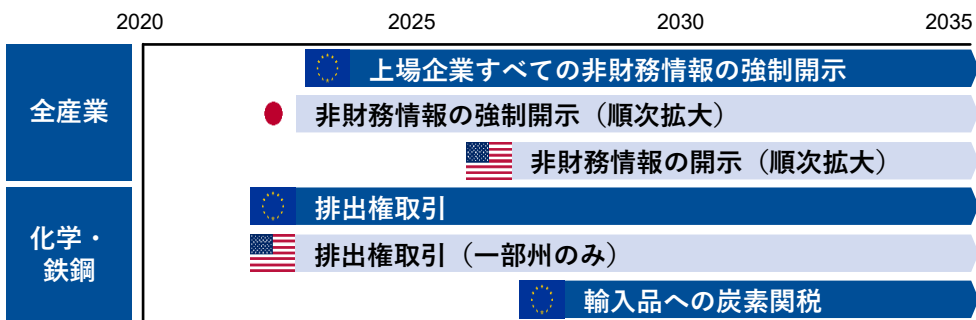 2020 2025 2030 2035
全産業
上場企業すべての非財務情報の強制開示
非財務情報の強制開示（順次拡大）
非財務情報の開示（順次拡大）
化学・
鉄鋼
排出権取引
排出権取引（一部州のみ）
輸入品への炭素関税